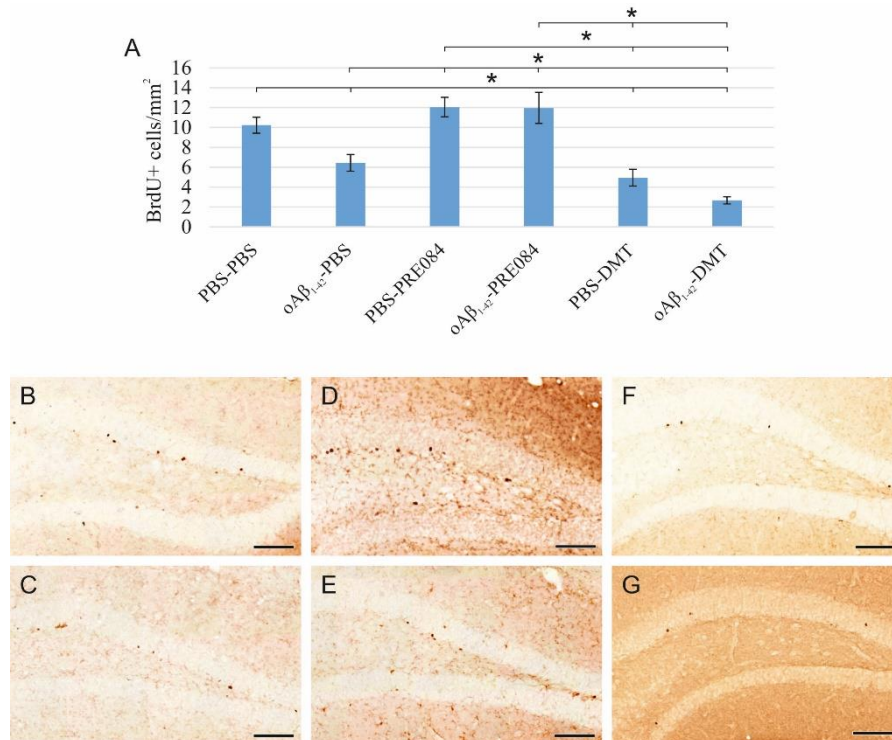 *
*
*
*
A
BrdU+ cells/mm²
16
14
12
10
8
6
4
2
0
PBS-PBS
oAβ₁₋₄₂-PBS
PBS-PRE084
oAβ₁₋₄₂-PRE084
PBS-DMT
oAβ₁₋₄₂-DMT
B
D
F
C
E
G